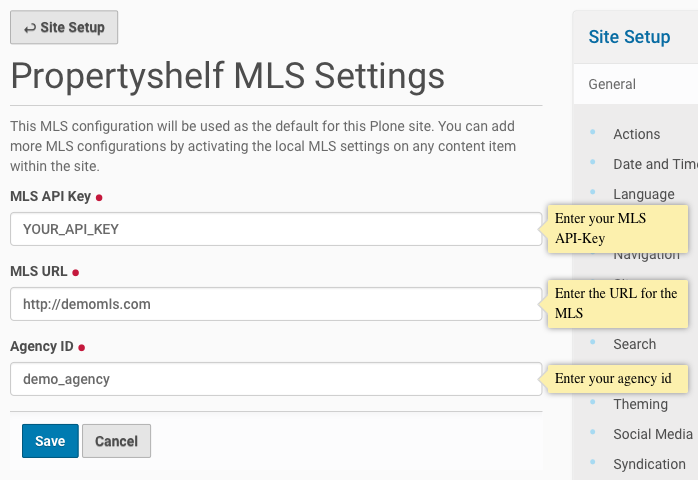 Site Setup
Propertyshelf MLS Settings
This MLS configuration will be used as the default for this Plone site. You can add
more MLS configurations by activating the local MLS settings on any content item
within the site.
MLS API Key
YOUR_API_KEY
Enter your MLS
API-Key
MLS URL
http://demomls.com
Enter the URL for the
MLS
Agency ID
demo_agency
Enter your agency id
Save
Cancel
Site Setup
General
Actions
Date and Time
Language
Navigation
Search
Theming
Social Media
Syndication